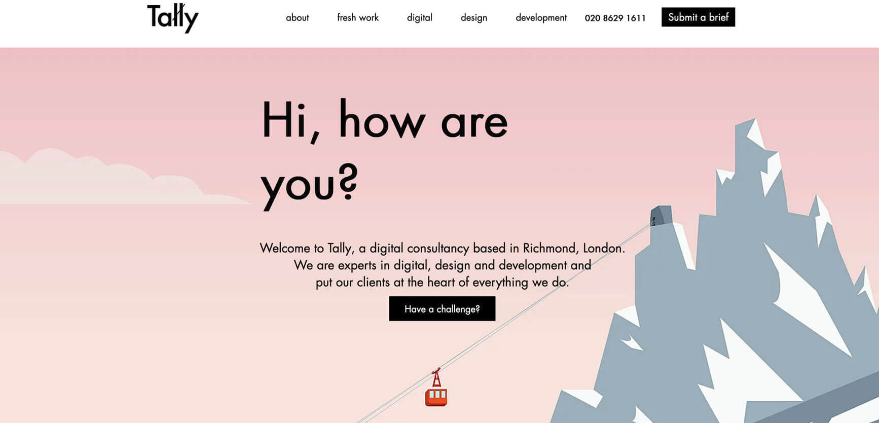 Tally
about fresh work digital design development 020 8629 1611 Submit a brief
Hi, how are
you?
Welcome to Tally, a digital consultancy based in Richmond, London.
We are experts in digital, design and development and
put our clients at the heart of everything we do.
Have a challenge?